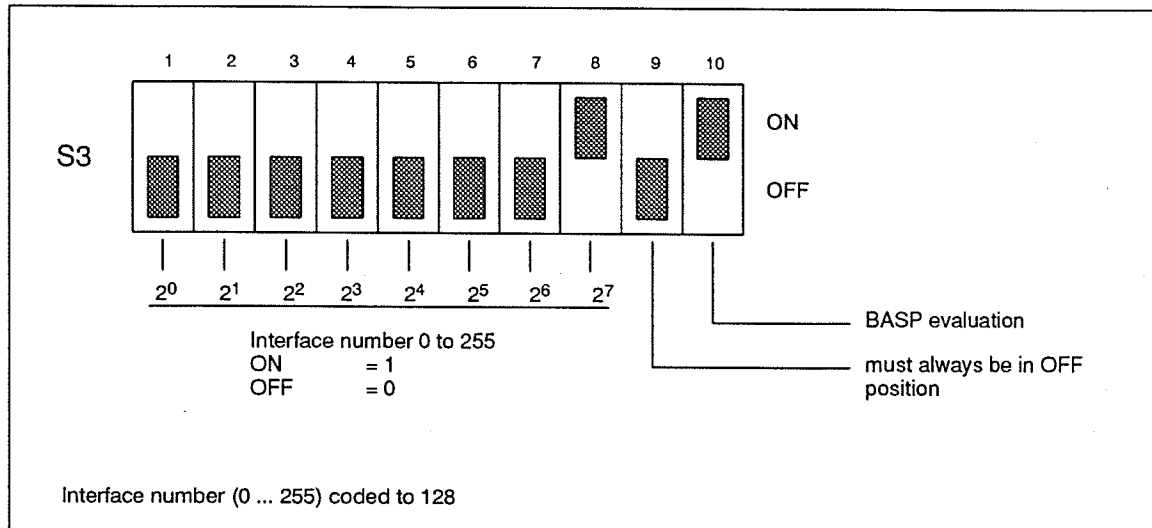 1 2 3 4 5 6 7 8 9 10
ON
S3
OFF
2⁰ 2¹ 2² 2³ 2⁴ 2⁵ 2⁶ 2⁷
BASP evaluation
Interface number 0 to 255
ON = 1
OFF = 0
must always be in OFF
position
Interface number (0 ... 255) coded to 128